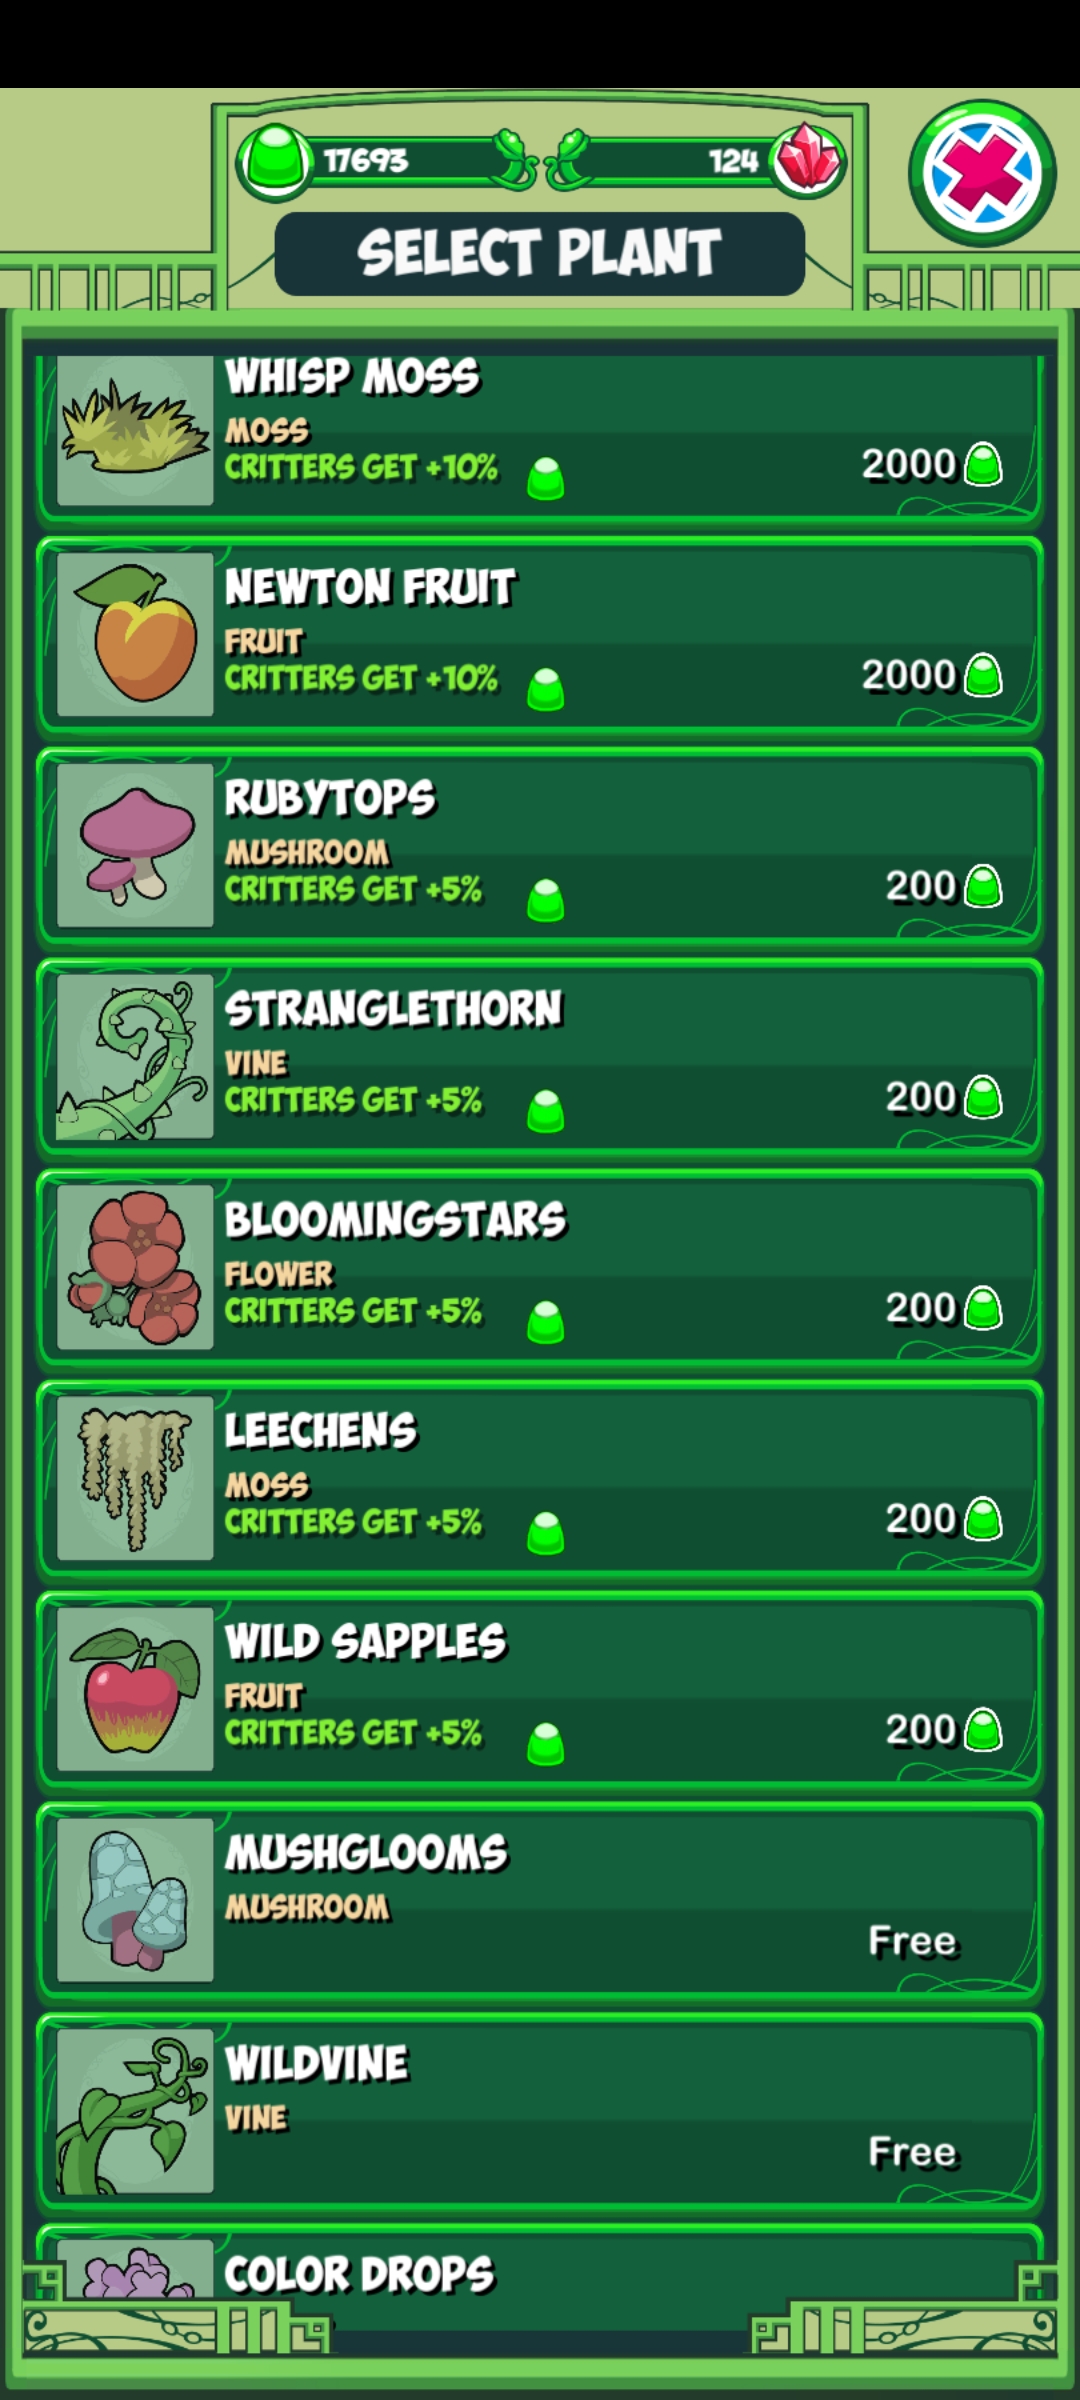 17693
124
SELECT PLANT
WHISP MOSS
MOSS
CRITTERS GET +10%
2000
NEWTON FRUIT
FRUIT
CRITTERS GET +10%
2000
RUBYTOPS
MUSHROOM
CRITTERS GET +5%
200
STRANGLETHORN
VINE
CRITTERS GET +5%
200
BLOOMINGSTARS
FLOWER
CRITTERS GET +5%
200
LEECHENS
MOSS
CRITTERS GET +5%
200
WILD SAPPLES
FRUIT
CRITTERS GET +5%
200
MUSHGLOOMS
MUSHROOM
Free
WILDVINE
VINE
Free
COLOR DROPS